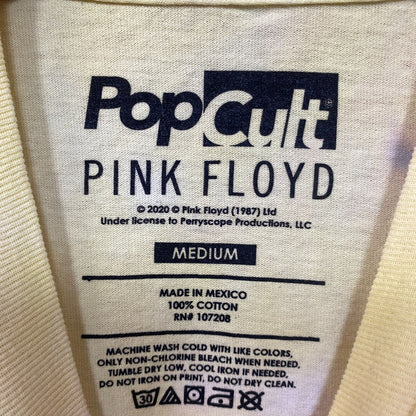 PopCult®
PINK FLOYD
© 2020 © Pink Floyd (1987) Ltd
Under license to Perryscope Productions, LLC
MEDIUM
MADE IN MEXICO
100% COTTON
RN# 107208
MACHINE WASH COLD WITH LIKE COLORS,
ONLY NON-CHLORINE BLEACH WHEN NEEDED,
TUMBLE DRY LOW, COOL IRON IF NEEDED,
DO NOT IRON ON PRINT, DO NOT DRY CLEAN.
30